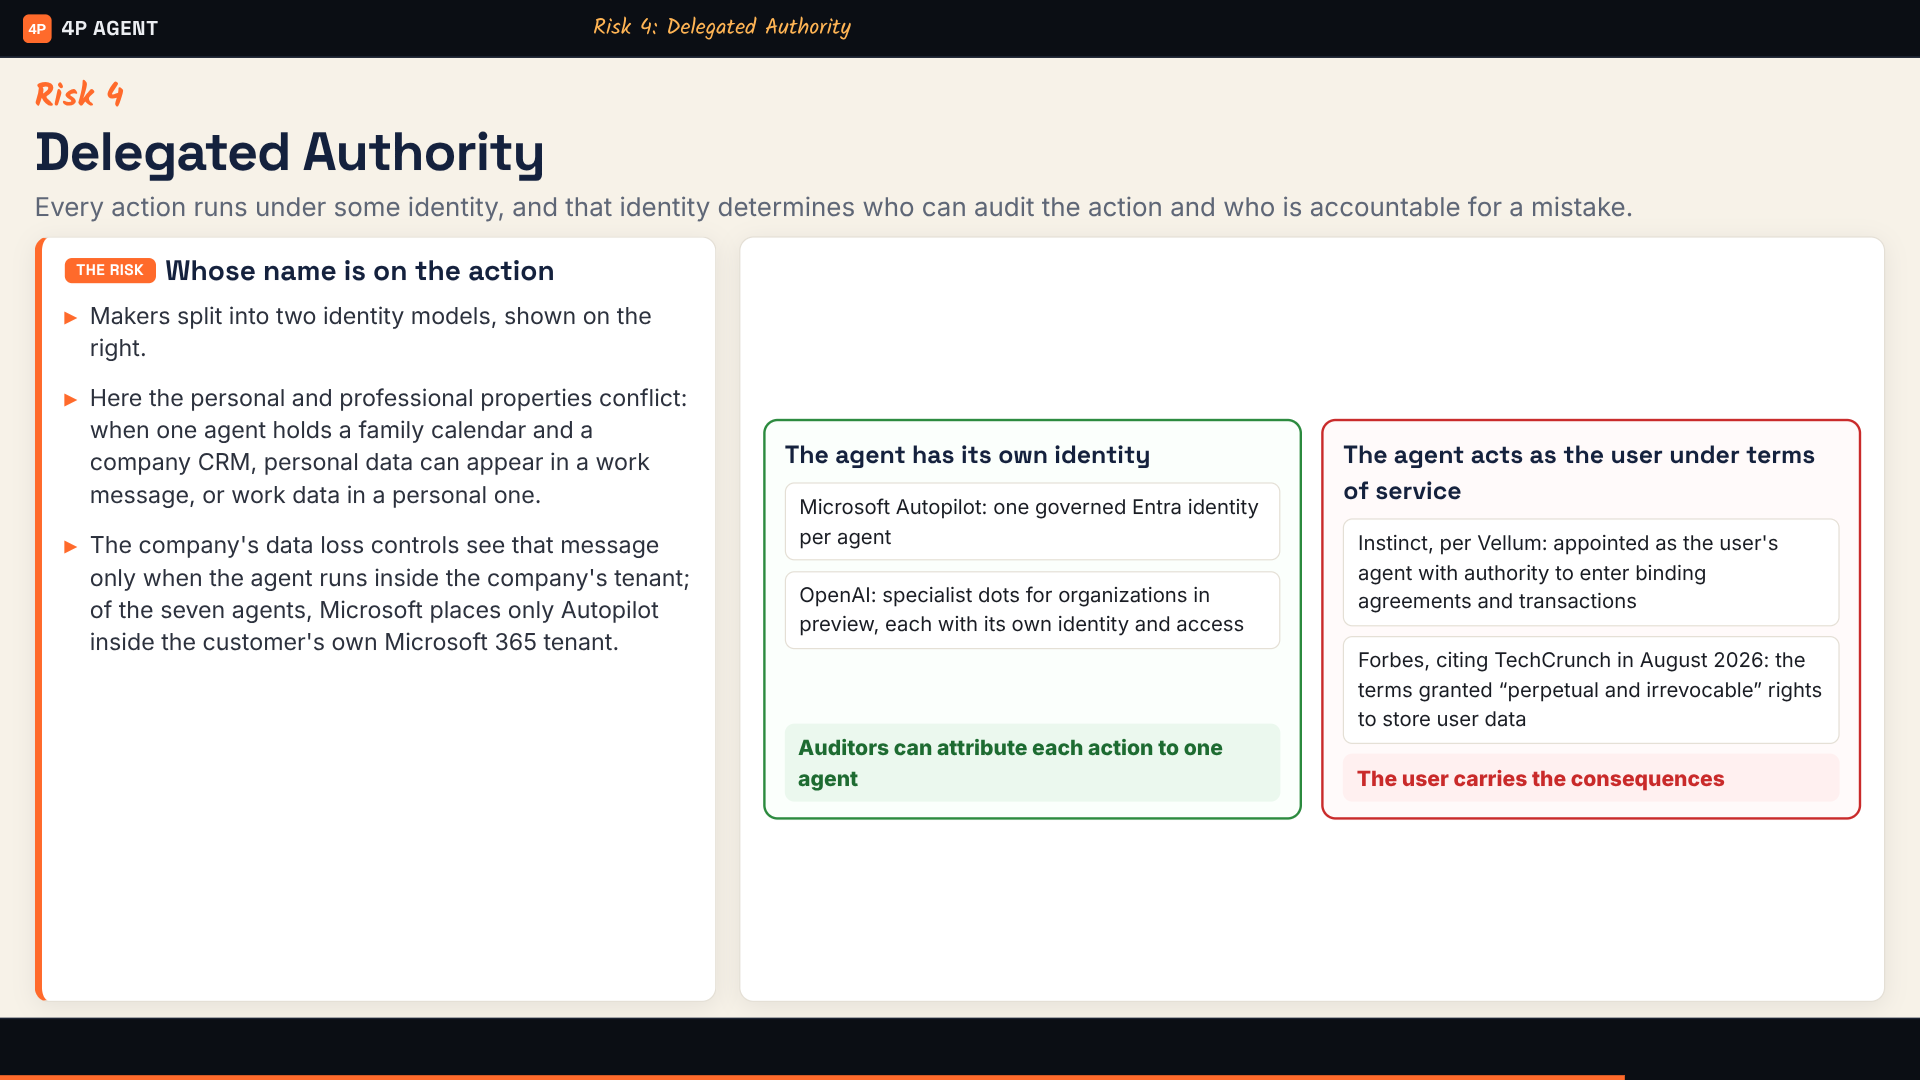 4P 4P AGENT
Risk 4: Delegated Authority
Risk 4
Delegated Authority
Every action runs under some identity, and that identity determines who can audit the action and who is accountable for a mistake.
THE RISK Whose name is on the action
▶ Makers split into two identity models, shown on the
right.
▶ Here the personal and professional properties conflict:
when one agent holds a family calendar and a
company CRM, personal data can appear in a work
message, or work data in a personal one.
▶ The company's data loss controls see that message
only when the agent runs inside the company's tenant;
of the seven agents, Microsoft places only Autopilot
inside the customer's own Microsoft 365 tenant.
The agent has its own identity
Microsoft Autopilot: one governed Entra identity
per agent
OpenAI: specialist dots for organizations in
preview, each with its own identity and access
Auditors can attribute each action to one
agent
The agent acts as the user under terms
of service
Instinct, per Vellum: appointed as the user's
agent with authority to enter binding
agreements and transactions
Forbes, citing TechCrunch in August 2026: the
terms granted “perpetual and irrevocable” rights
to store user data
The user carries the consequences